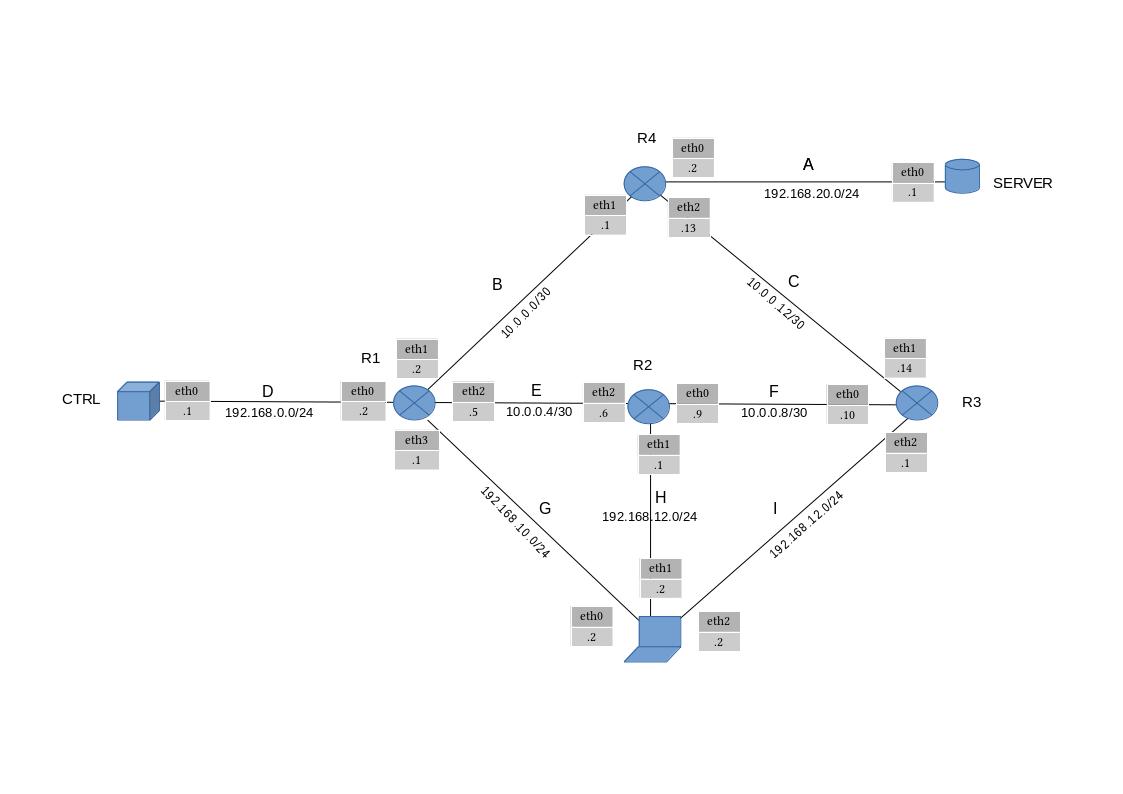 R4
eth0
.2
A
192.168.20.0/24
eth0
.1
SERVER
eth1
.1
eth2
.13
B
10.0.0.0/30
C
10.0.0.12/30
R1
eth1
.2
R2
eth1
.14
R3
CTRL
eth0
.1
D
192.168.0.0/24
eth0
.2
eth2
.5
E
10.0.0.4/30
eth2
.6
eth0
.9
F
10.0.0.8/30
eth0
.10
eth3
.1
eth1
.1
eth2
.1
G
192.168.10.0/24
H
192.168.12.0/24
I
192.168.12.0/24
eth1
.2
eth0
.2
eth2
.2